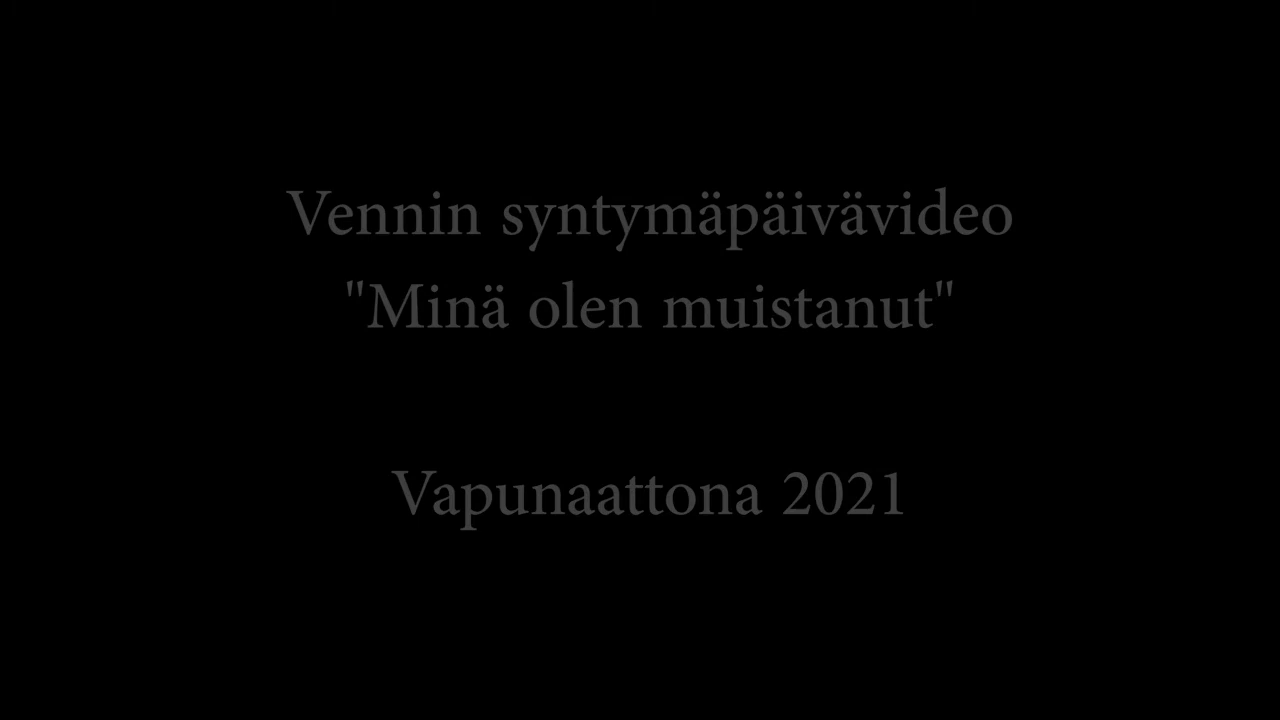 Vennin syntymäpäivävideo
"Minä olen muistanut"
Vapunaattona 2021